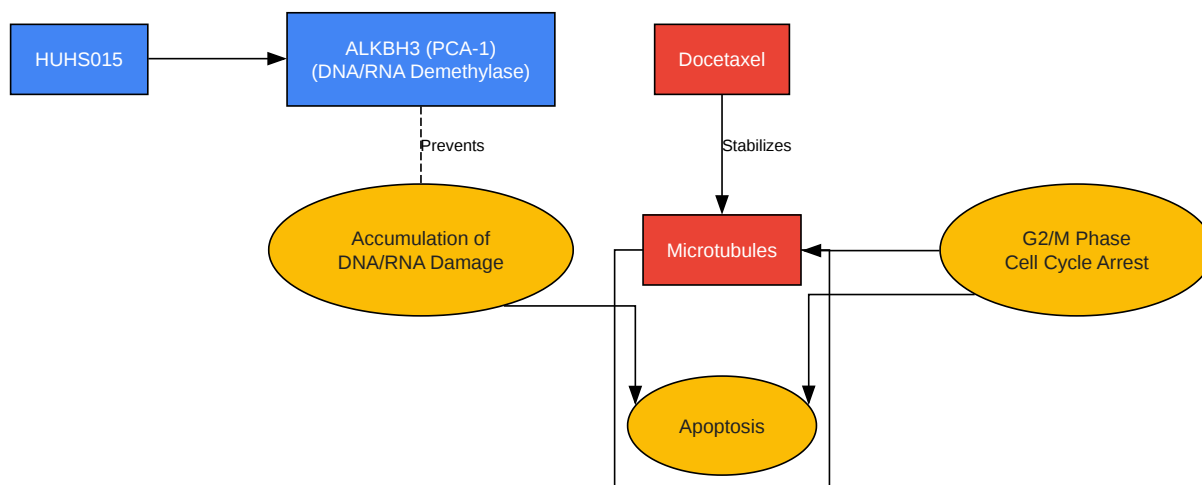 HUHS015
ALKBH3 (PCA-1)
(DNA/RNA Demethylase)
Docetaxel
Prevents
Stabilizes
Accumulation of
DNA/RNA Damage
Microtubules
G2/M Phase
Cell Cycle Arrest
Apoptosis